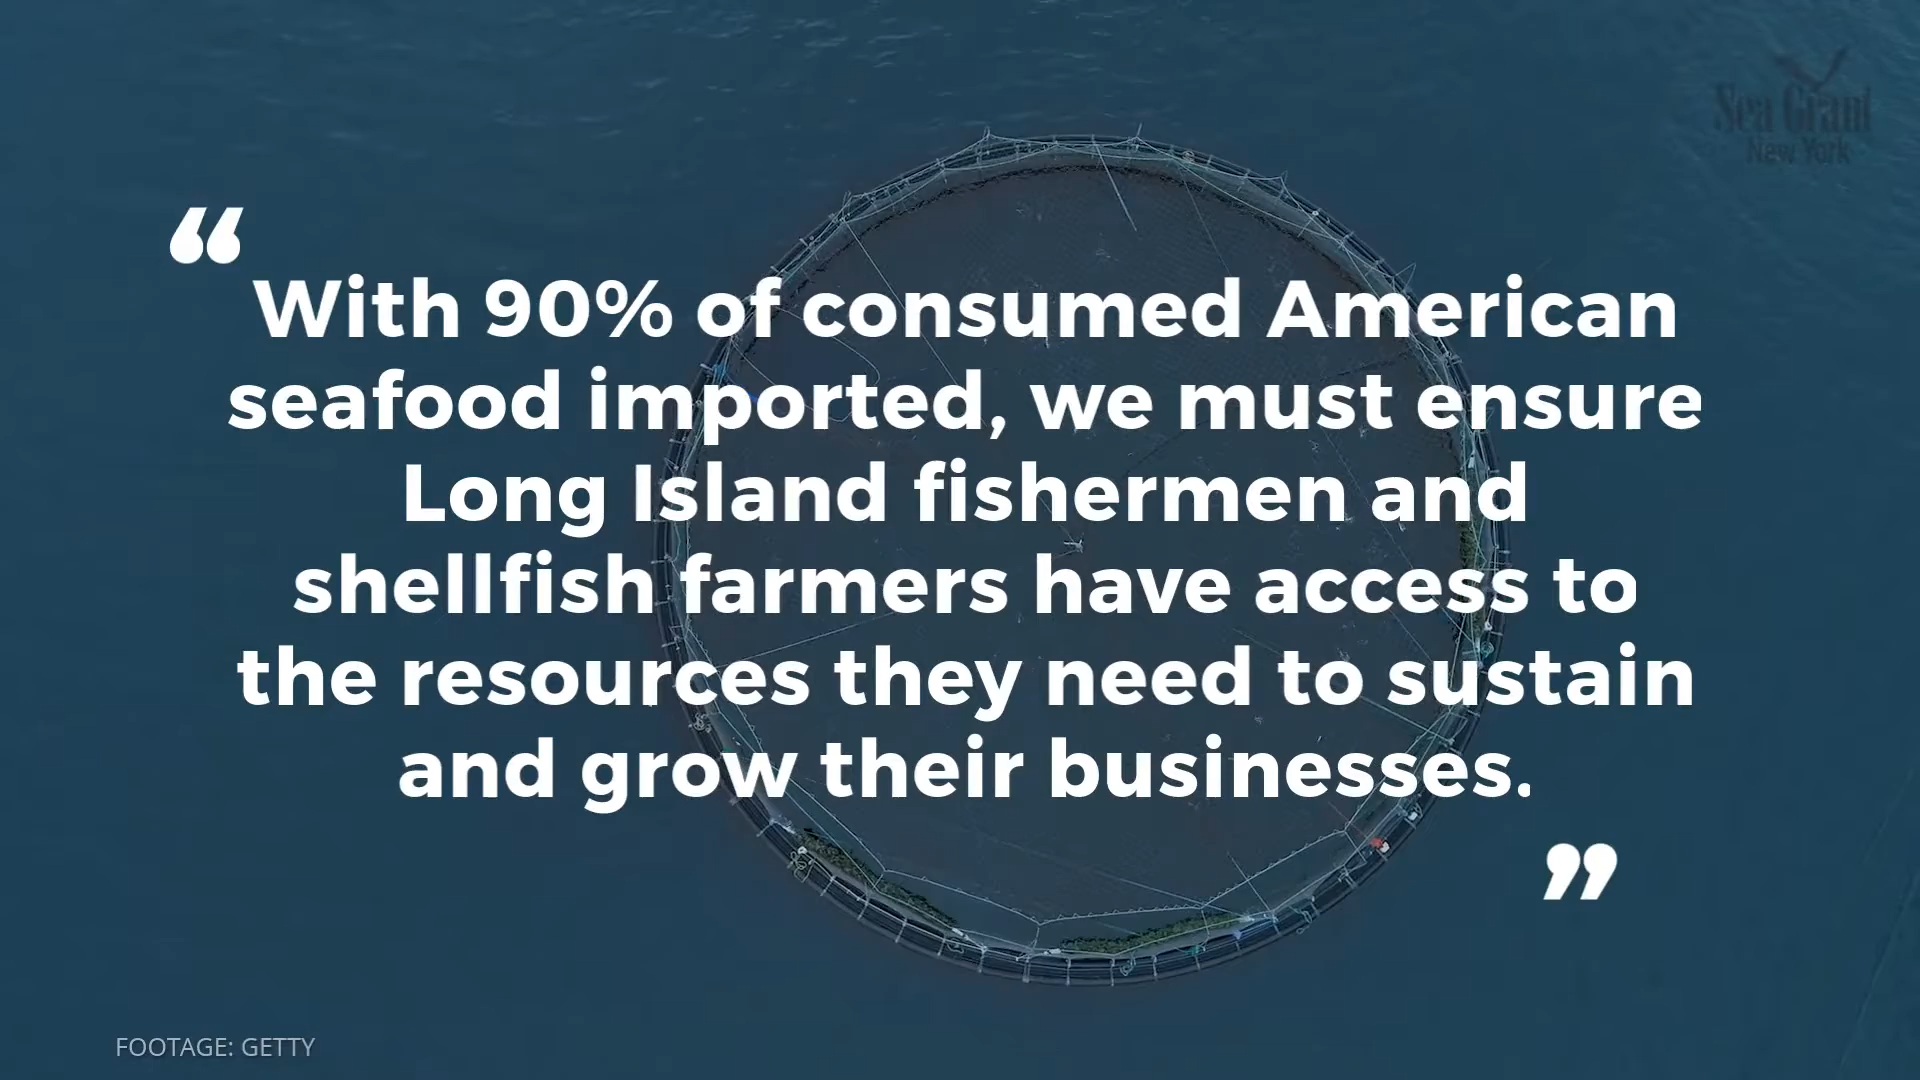 Sea Grant
New York
“
With 90% of consumed American
seafood imported, we must ensure
Long Island fishermen and
shellfish farmers have access to
the resources they need to sustain
and grow their businesses.
”
FOOTAGE: GETTY